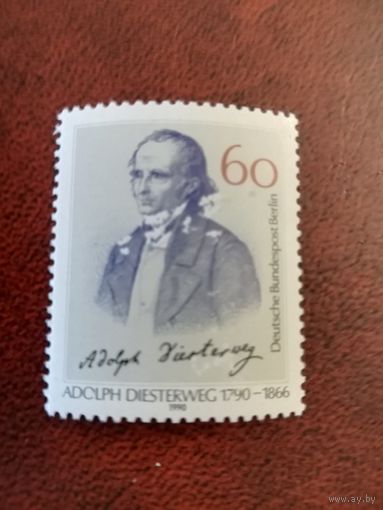 60
Deutsche Bundespost Berlin
Adolph Diesterweg
ADOLPH DIESTERWEG 1790–1866
1990
www.ay.by